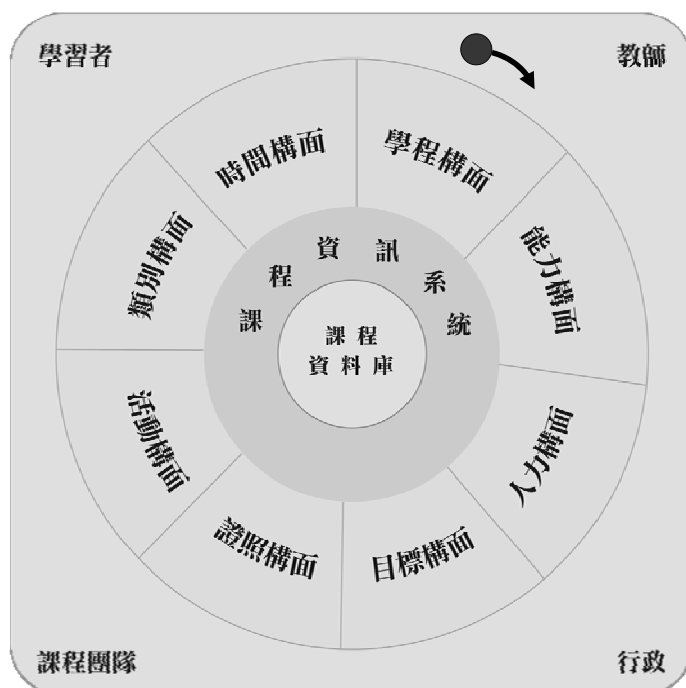 學習者
教師
時間構面
學程構面
類別構面
能力構面
課程資訊系統
課程
資料庫
活動構面
人力構面
證照構面
目標構面
課程團隊
行政